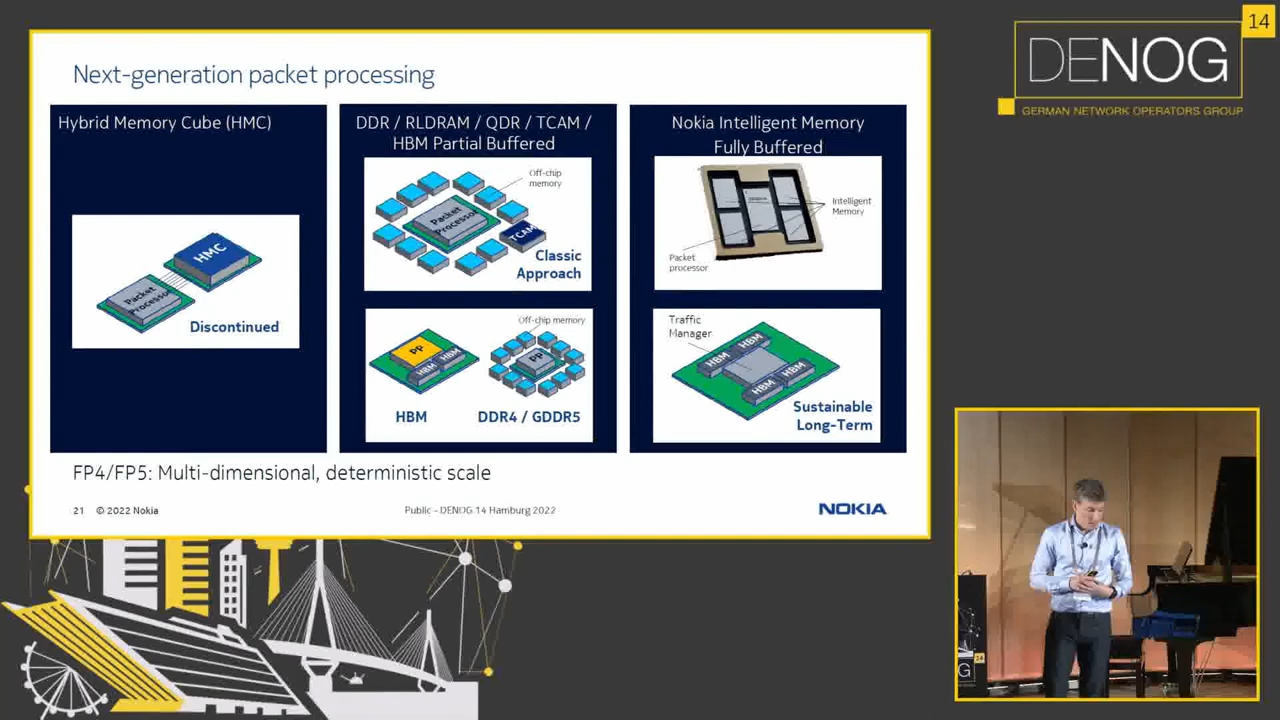 Next-generation packet processing
Hybrid Memory Cube (HMC)
HMC
Packet
Processor
Discontinued
DDR / RLDRAM / QDR / TCAM /
HBM Partial Buffered
Off-chip
memory
Packet
Processor
TCAM
Classic
Approach
Off-chip memory
PP
HBM
HBM
PP
HBM
DDR4 / GDDR5
Nokia Intelligent Memory
Fully Buffered
Intelligent
Memory
Packet
processor
Traffic
Manager
HBM
HBM
HBM
HBM
Sustainable
Long-Term
FP4/FP5: Multi-dimensional, deterministic scale
21 © 2022 Nokia
Public - DENOG 14 Hamburg 2022
NOKIA
14
DENOG
GERMAN NETWORK OPERATORS GROUP
G
14